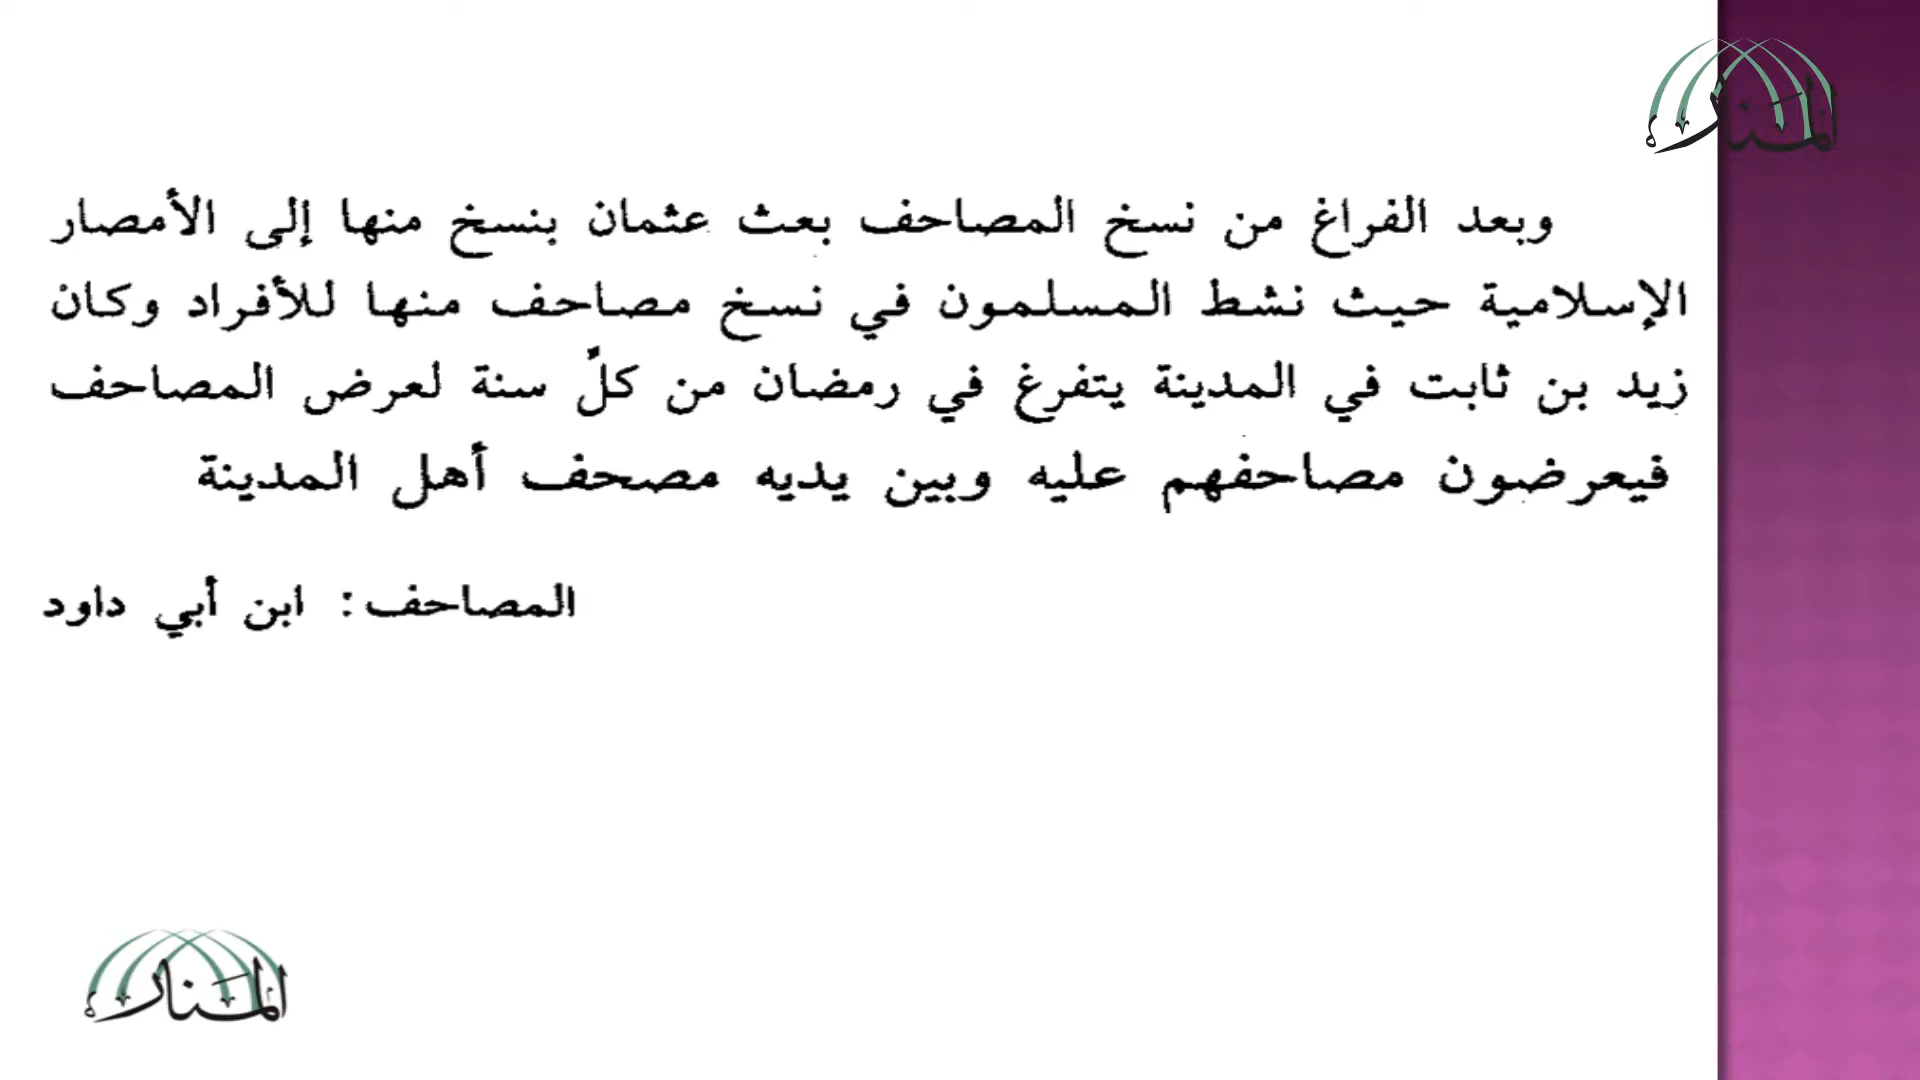 المنار
وبعد الفراغ من نسخ المصاحف بعث عثمان بنسخ منها إلى الأمصار
الإسلامية حيث نشط المسلمون في نسخ مصاحف منها للأفراد وكان
زيد بن ثابت في المدينة يتفرغ في رمضان من كلِّ سنة لعرض المصاحف
فيعرضون مصاحفهم عليه وبين يديه مصحف أهل المدينة
المصاحف: ابن أبي داود
المنار